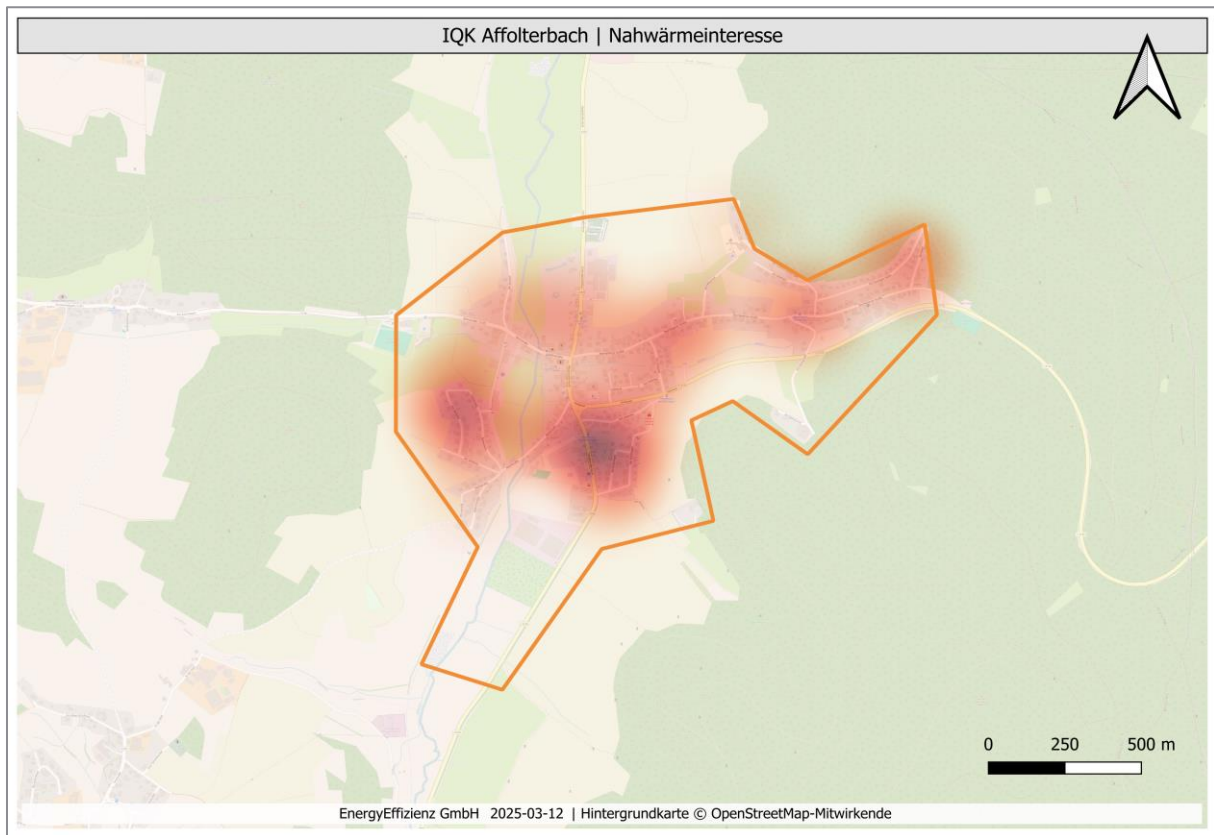 IQK Affolterbach | Nahwärmeinteresse
0 250 500 m
EnergyEffizienz GmbH 2025-03-12 | Hintergrundkarte © OpenStreetMap-Mitwirkende